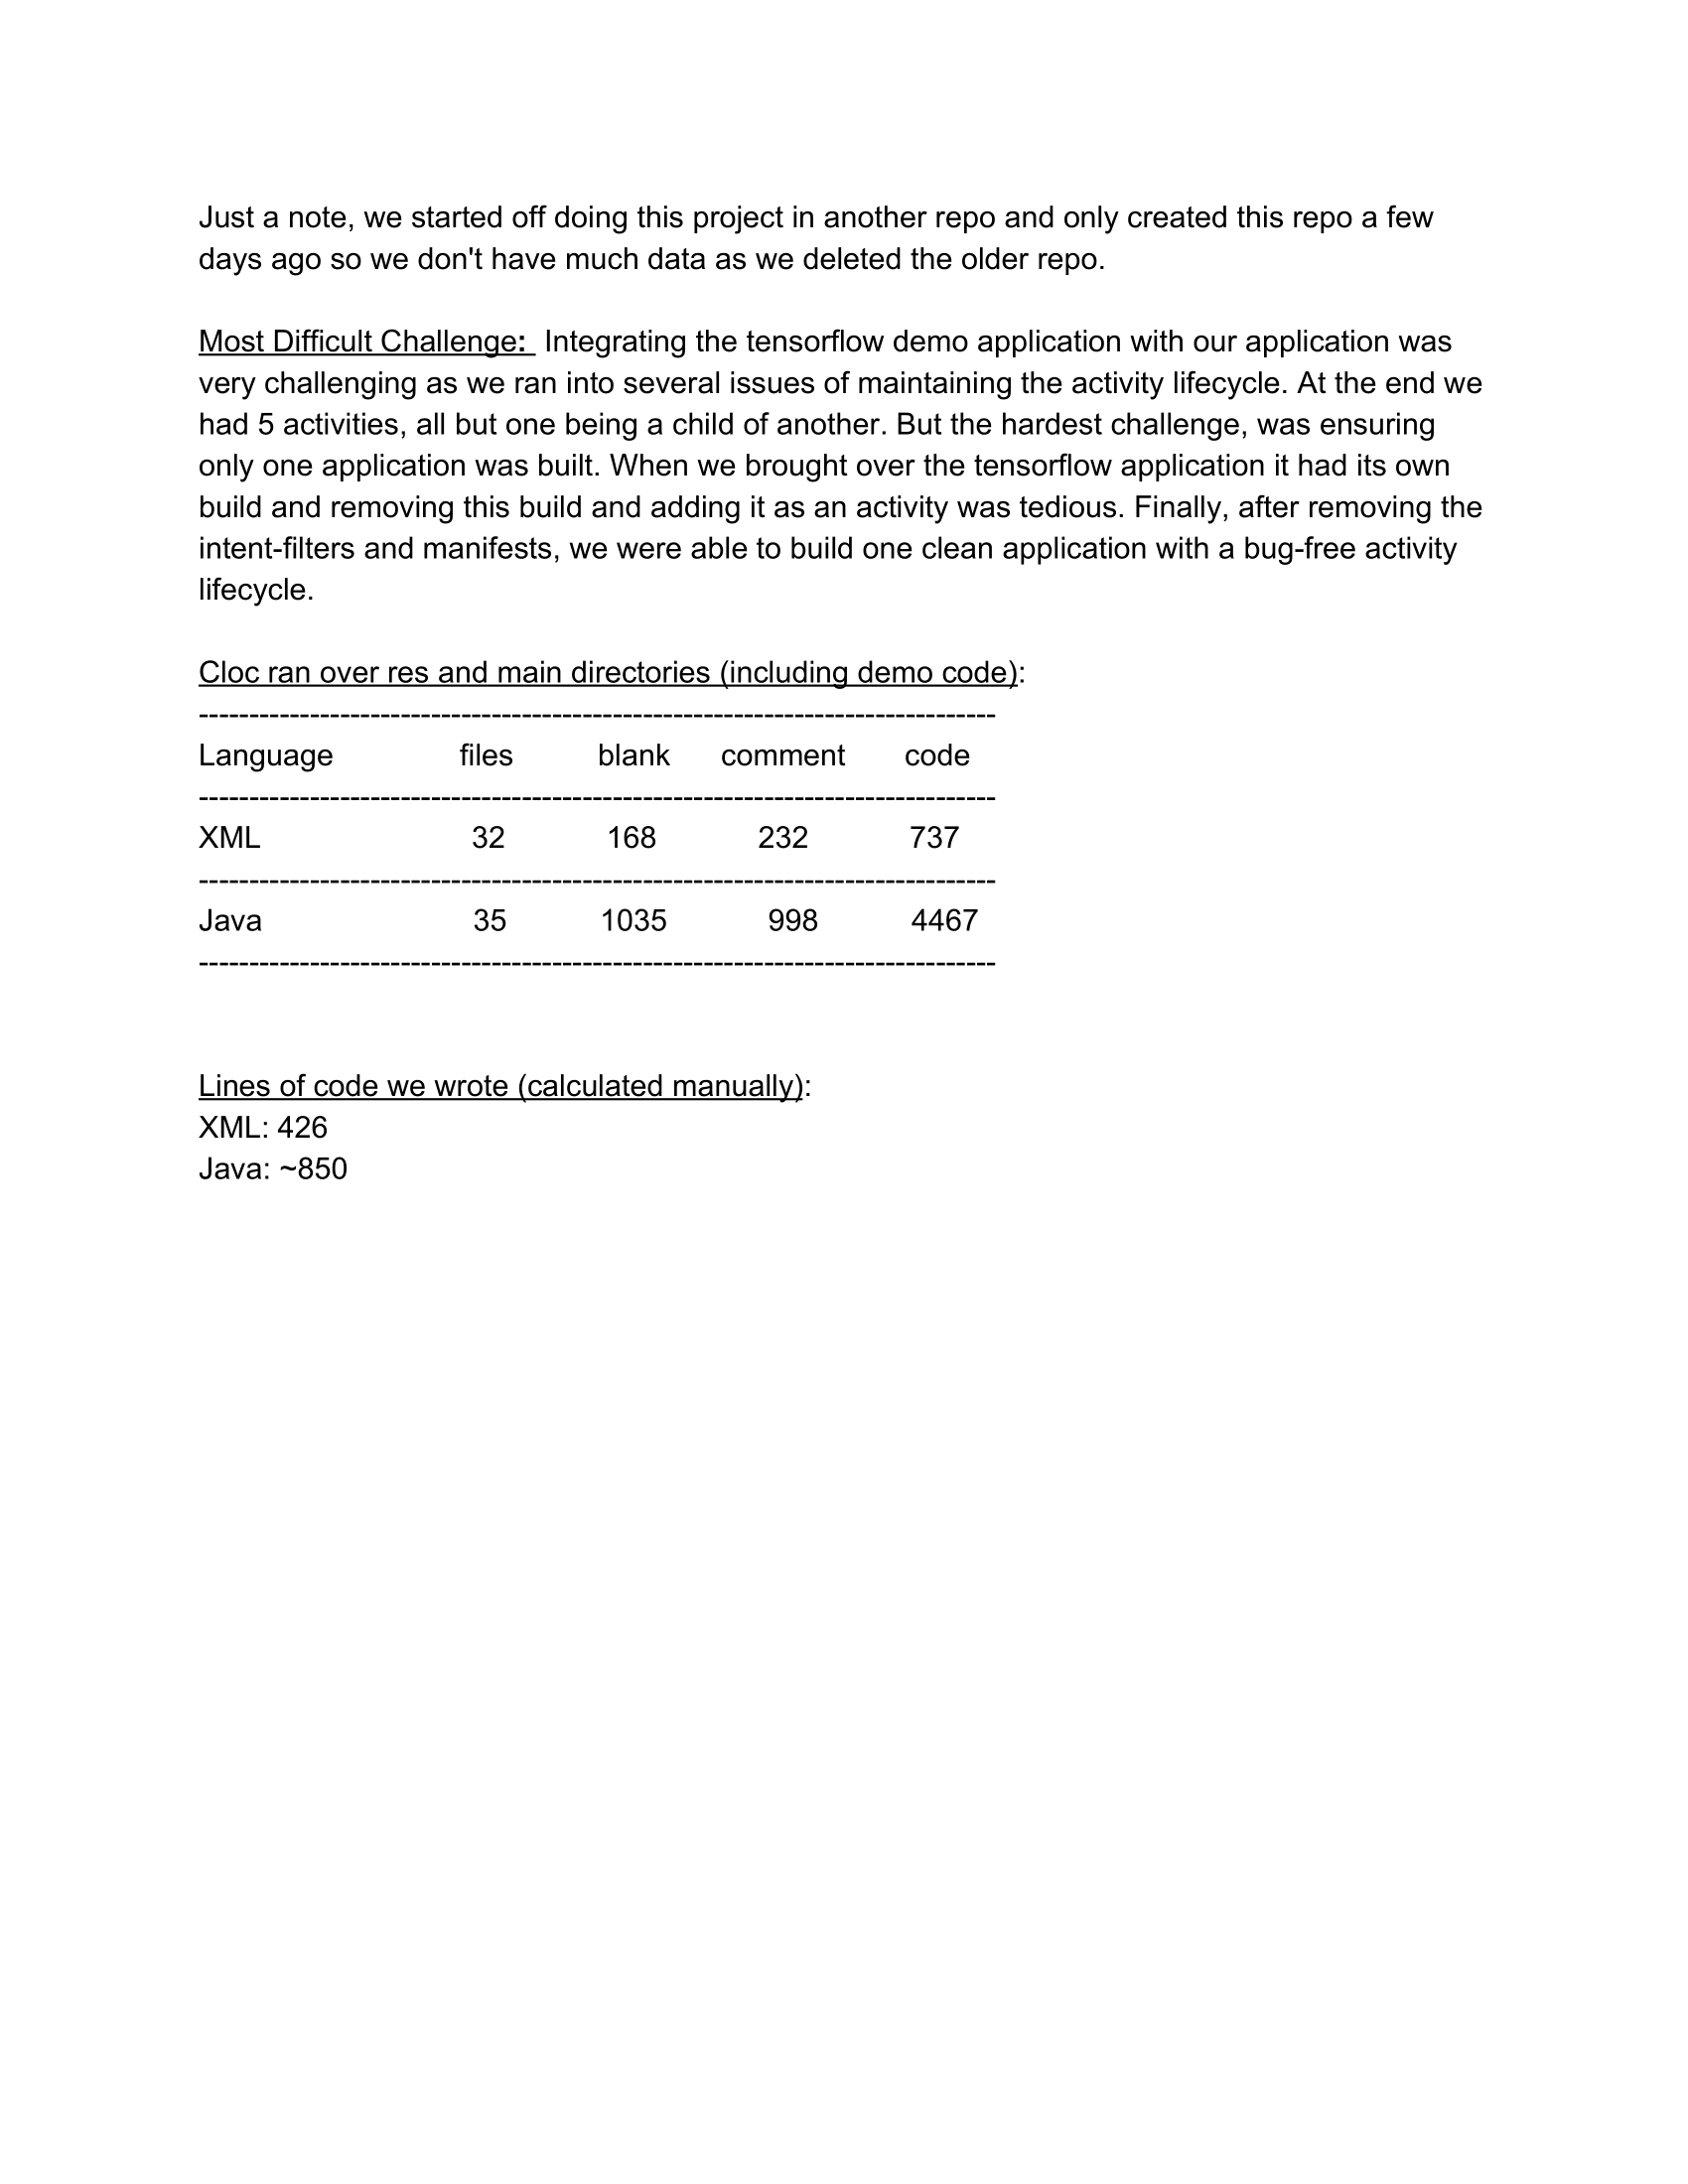 Just a note, we started off doing this project in another repo and only created this repo a few
days ago so we don't have much data as we deleted the older repo.
Most Difficult Challenge:  Integrating the tensorflow demo application with our application was
very challenging as we ran into several issues of maintaining the activity lifecycle. At the end we
had 5 activities, all but one being a child of another. But the hardest challenge, was ensuring
only one application was built. When we brought over the tensorflow application it had its own
build and removing this build and adding it as an activity was tedious. Finally, after removing the
intent-filters and manifests, we were able to build one clean application with a bug-free activity
lifecycle.
Cloc ran over res and main directories (including demo code):
-------------------------------------------------------------------------------
Language files blank comment code
-------------------------------------------------------------------------------
XML 32 168 232 737
-------------------------------------------------------------------------------
Java 35 1035 998 4467
-------------------------------------------------------------------------------
Lines of code we wrote (calculated manually):
XML: 426
Java: ~850